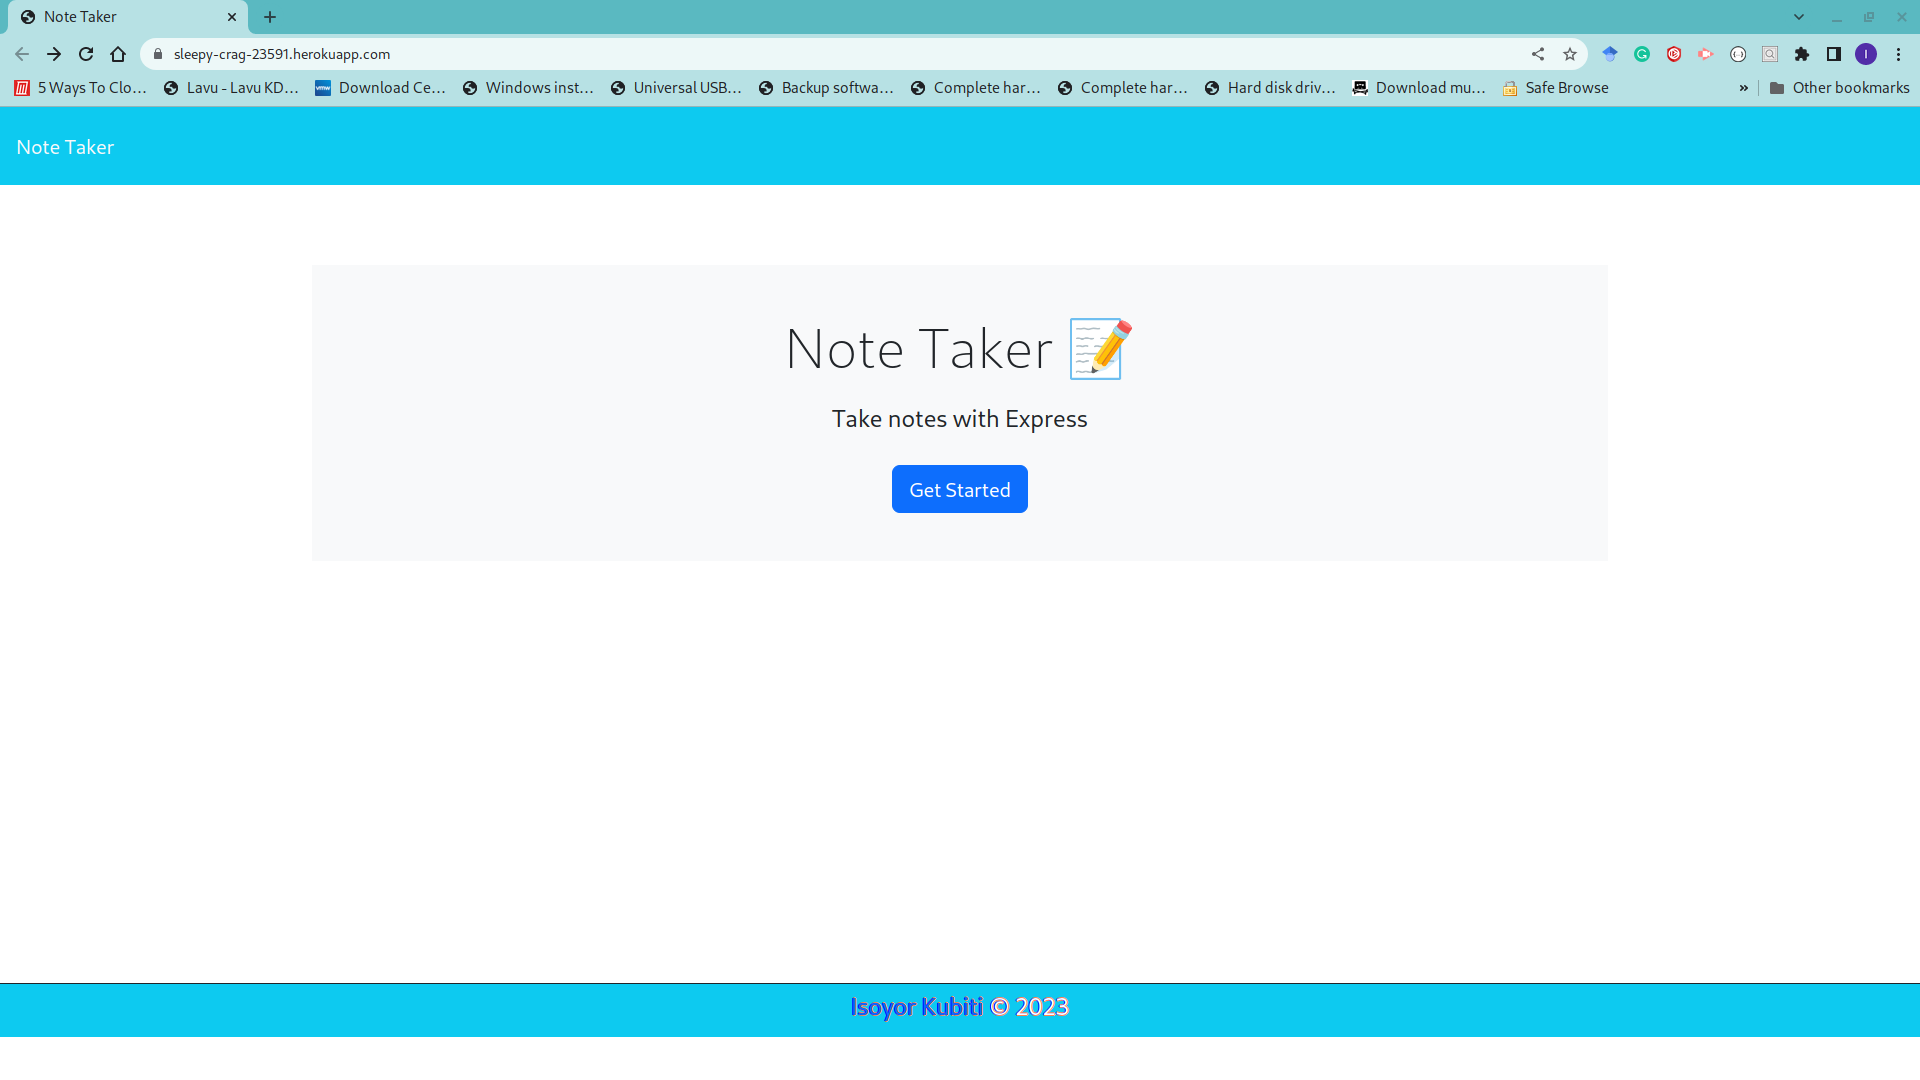 Note Taker
sleepy-crag-23591.herokuapp.com
I
5 Ways To Clo... Lavu - Lavu KD... vmw Download Ce... Windows inst... Universal USB... Backup softwa... Complete har... Complete har... Hard disk driv... Download mu... Safe Browse » Other bookmarks
Note Taker
Note Taker 📝
Take notes with Express
Get Started
Isoyor Kubiti © 2023